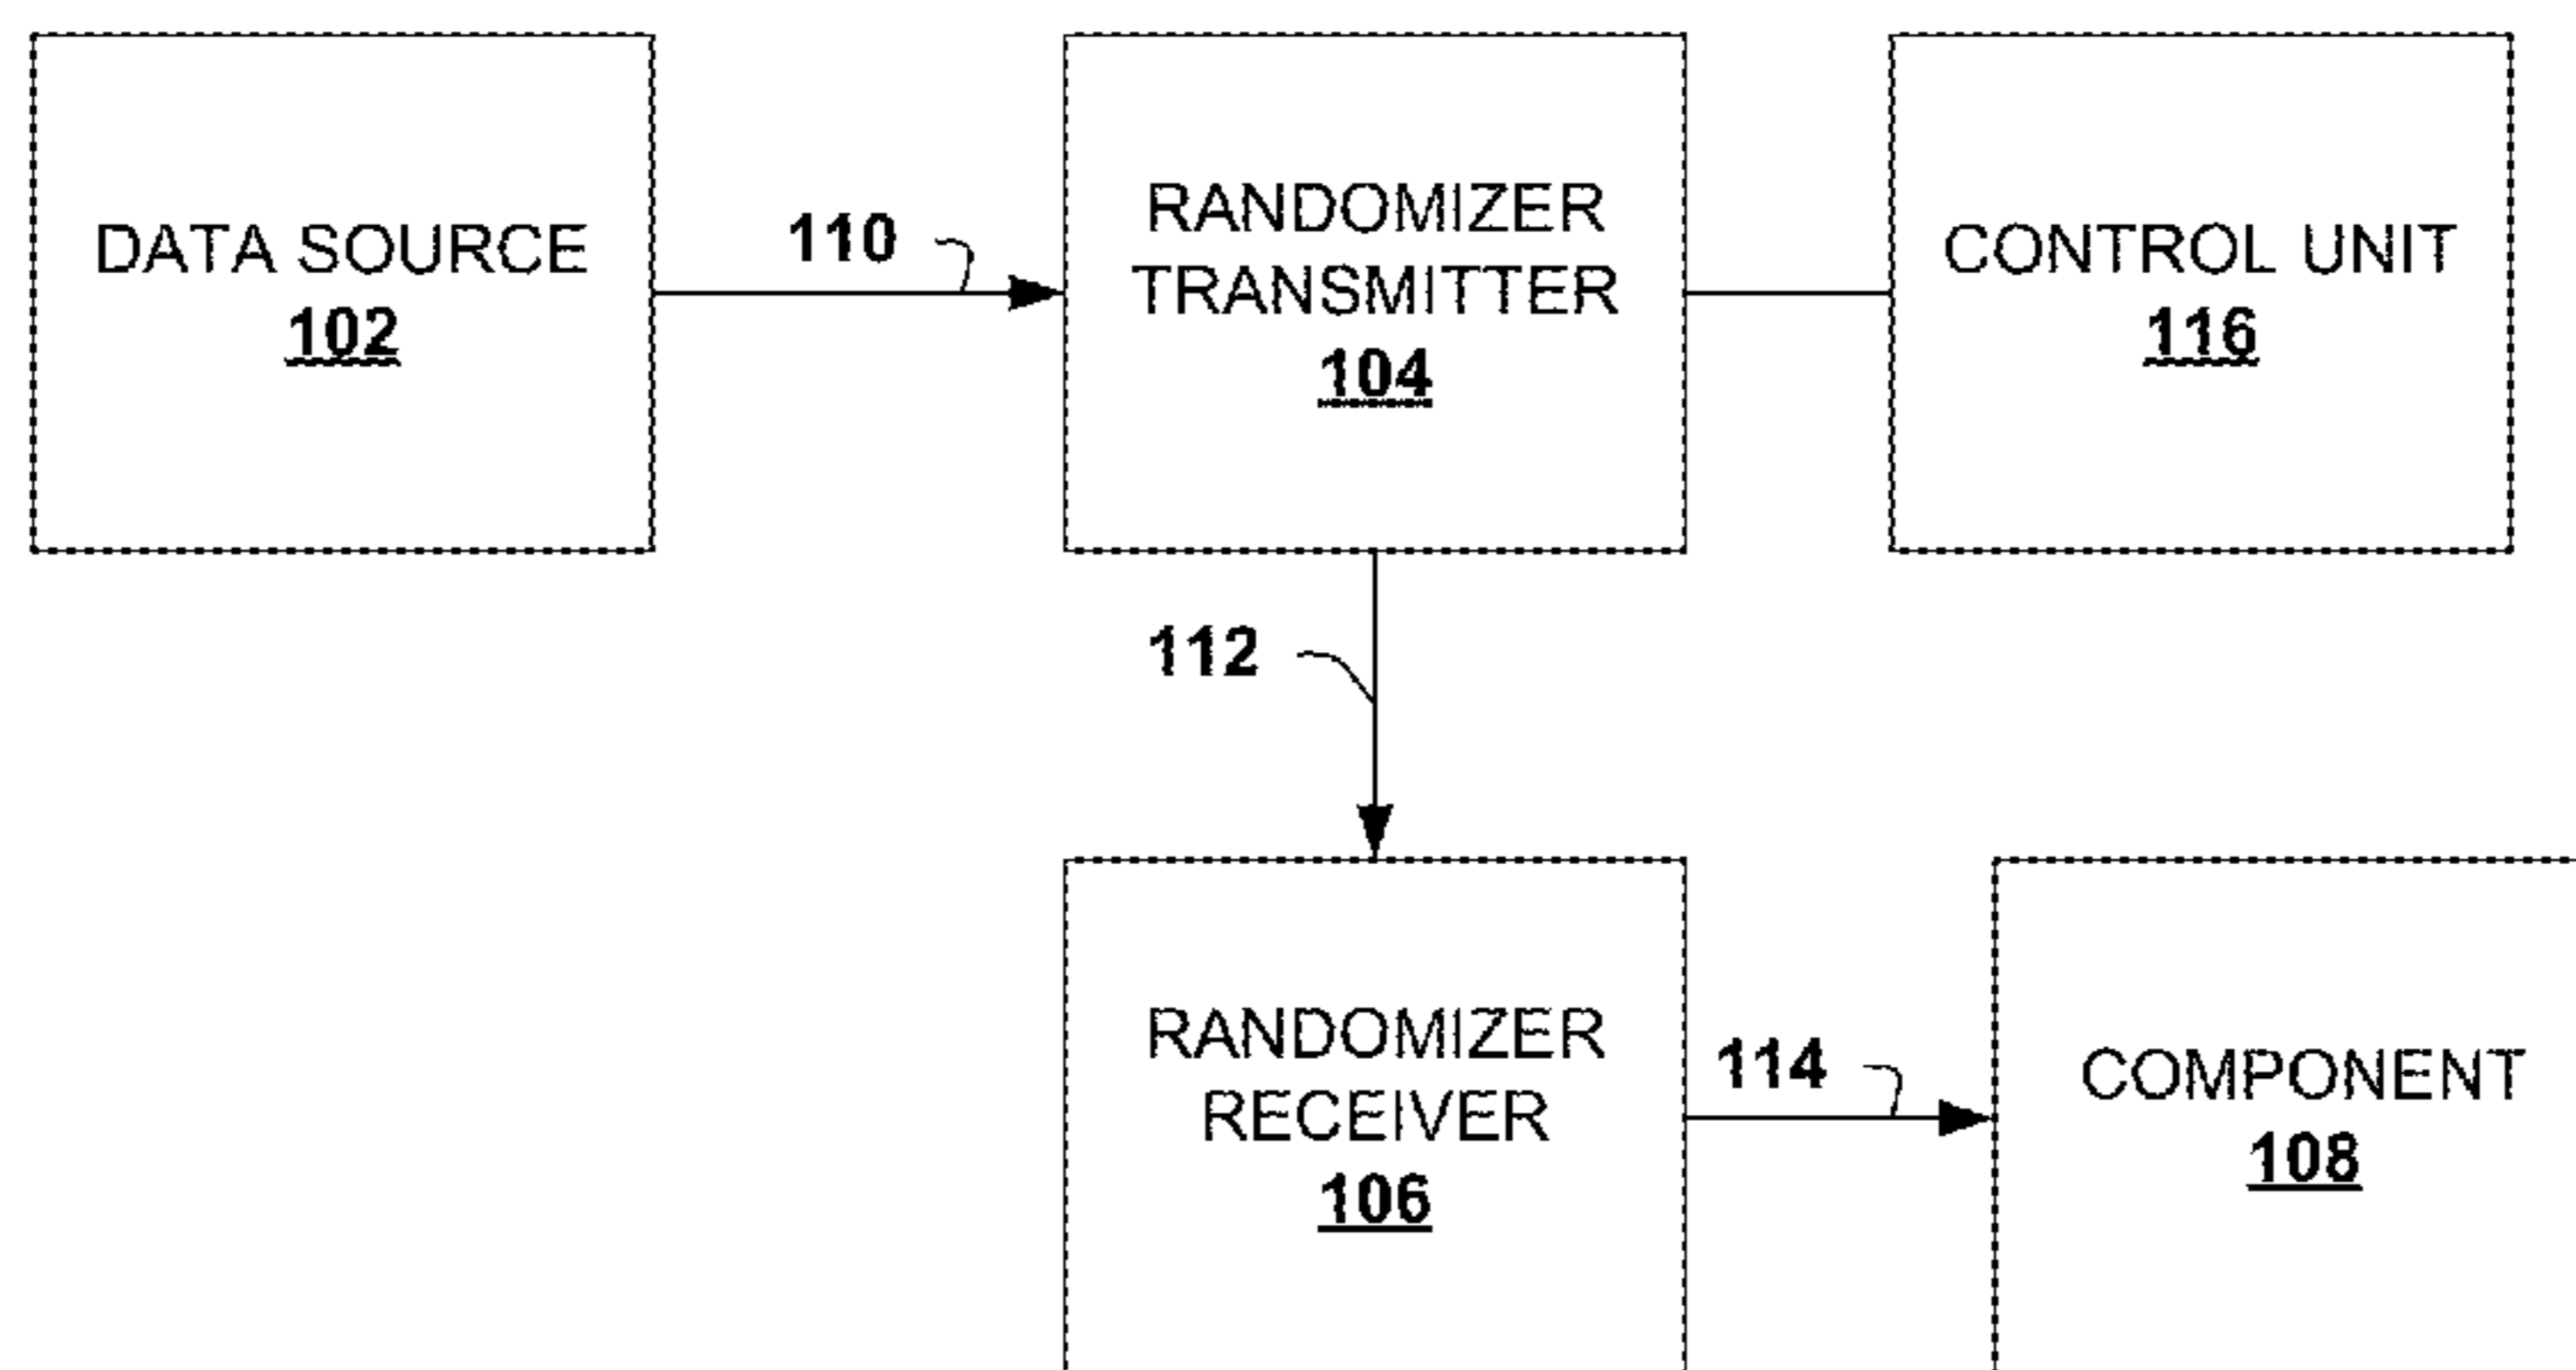 DATA SOURCE
102
110
RANDOMIZER
TRANSMITTER
104
CONTROL UNIT
116
112
RANDOMIZER
RECEIVER
106
114
COMPONENT
108